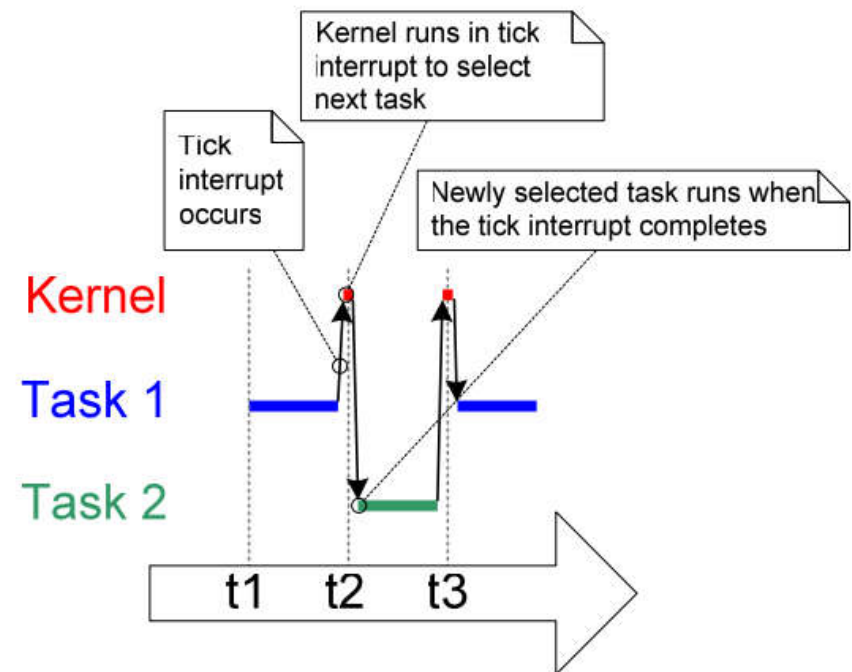 Kernel runs in tick
interrupt to select
next task
Tick
interrupt
occurs
Newly selected task runs when
the tick interrupt completes
Kernel
Task 1
Task 2
t1 t2 t3